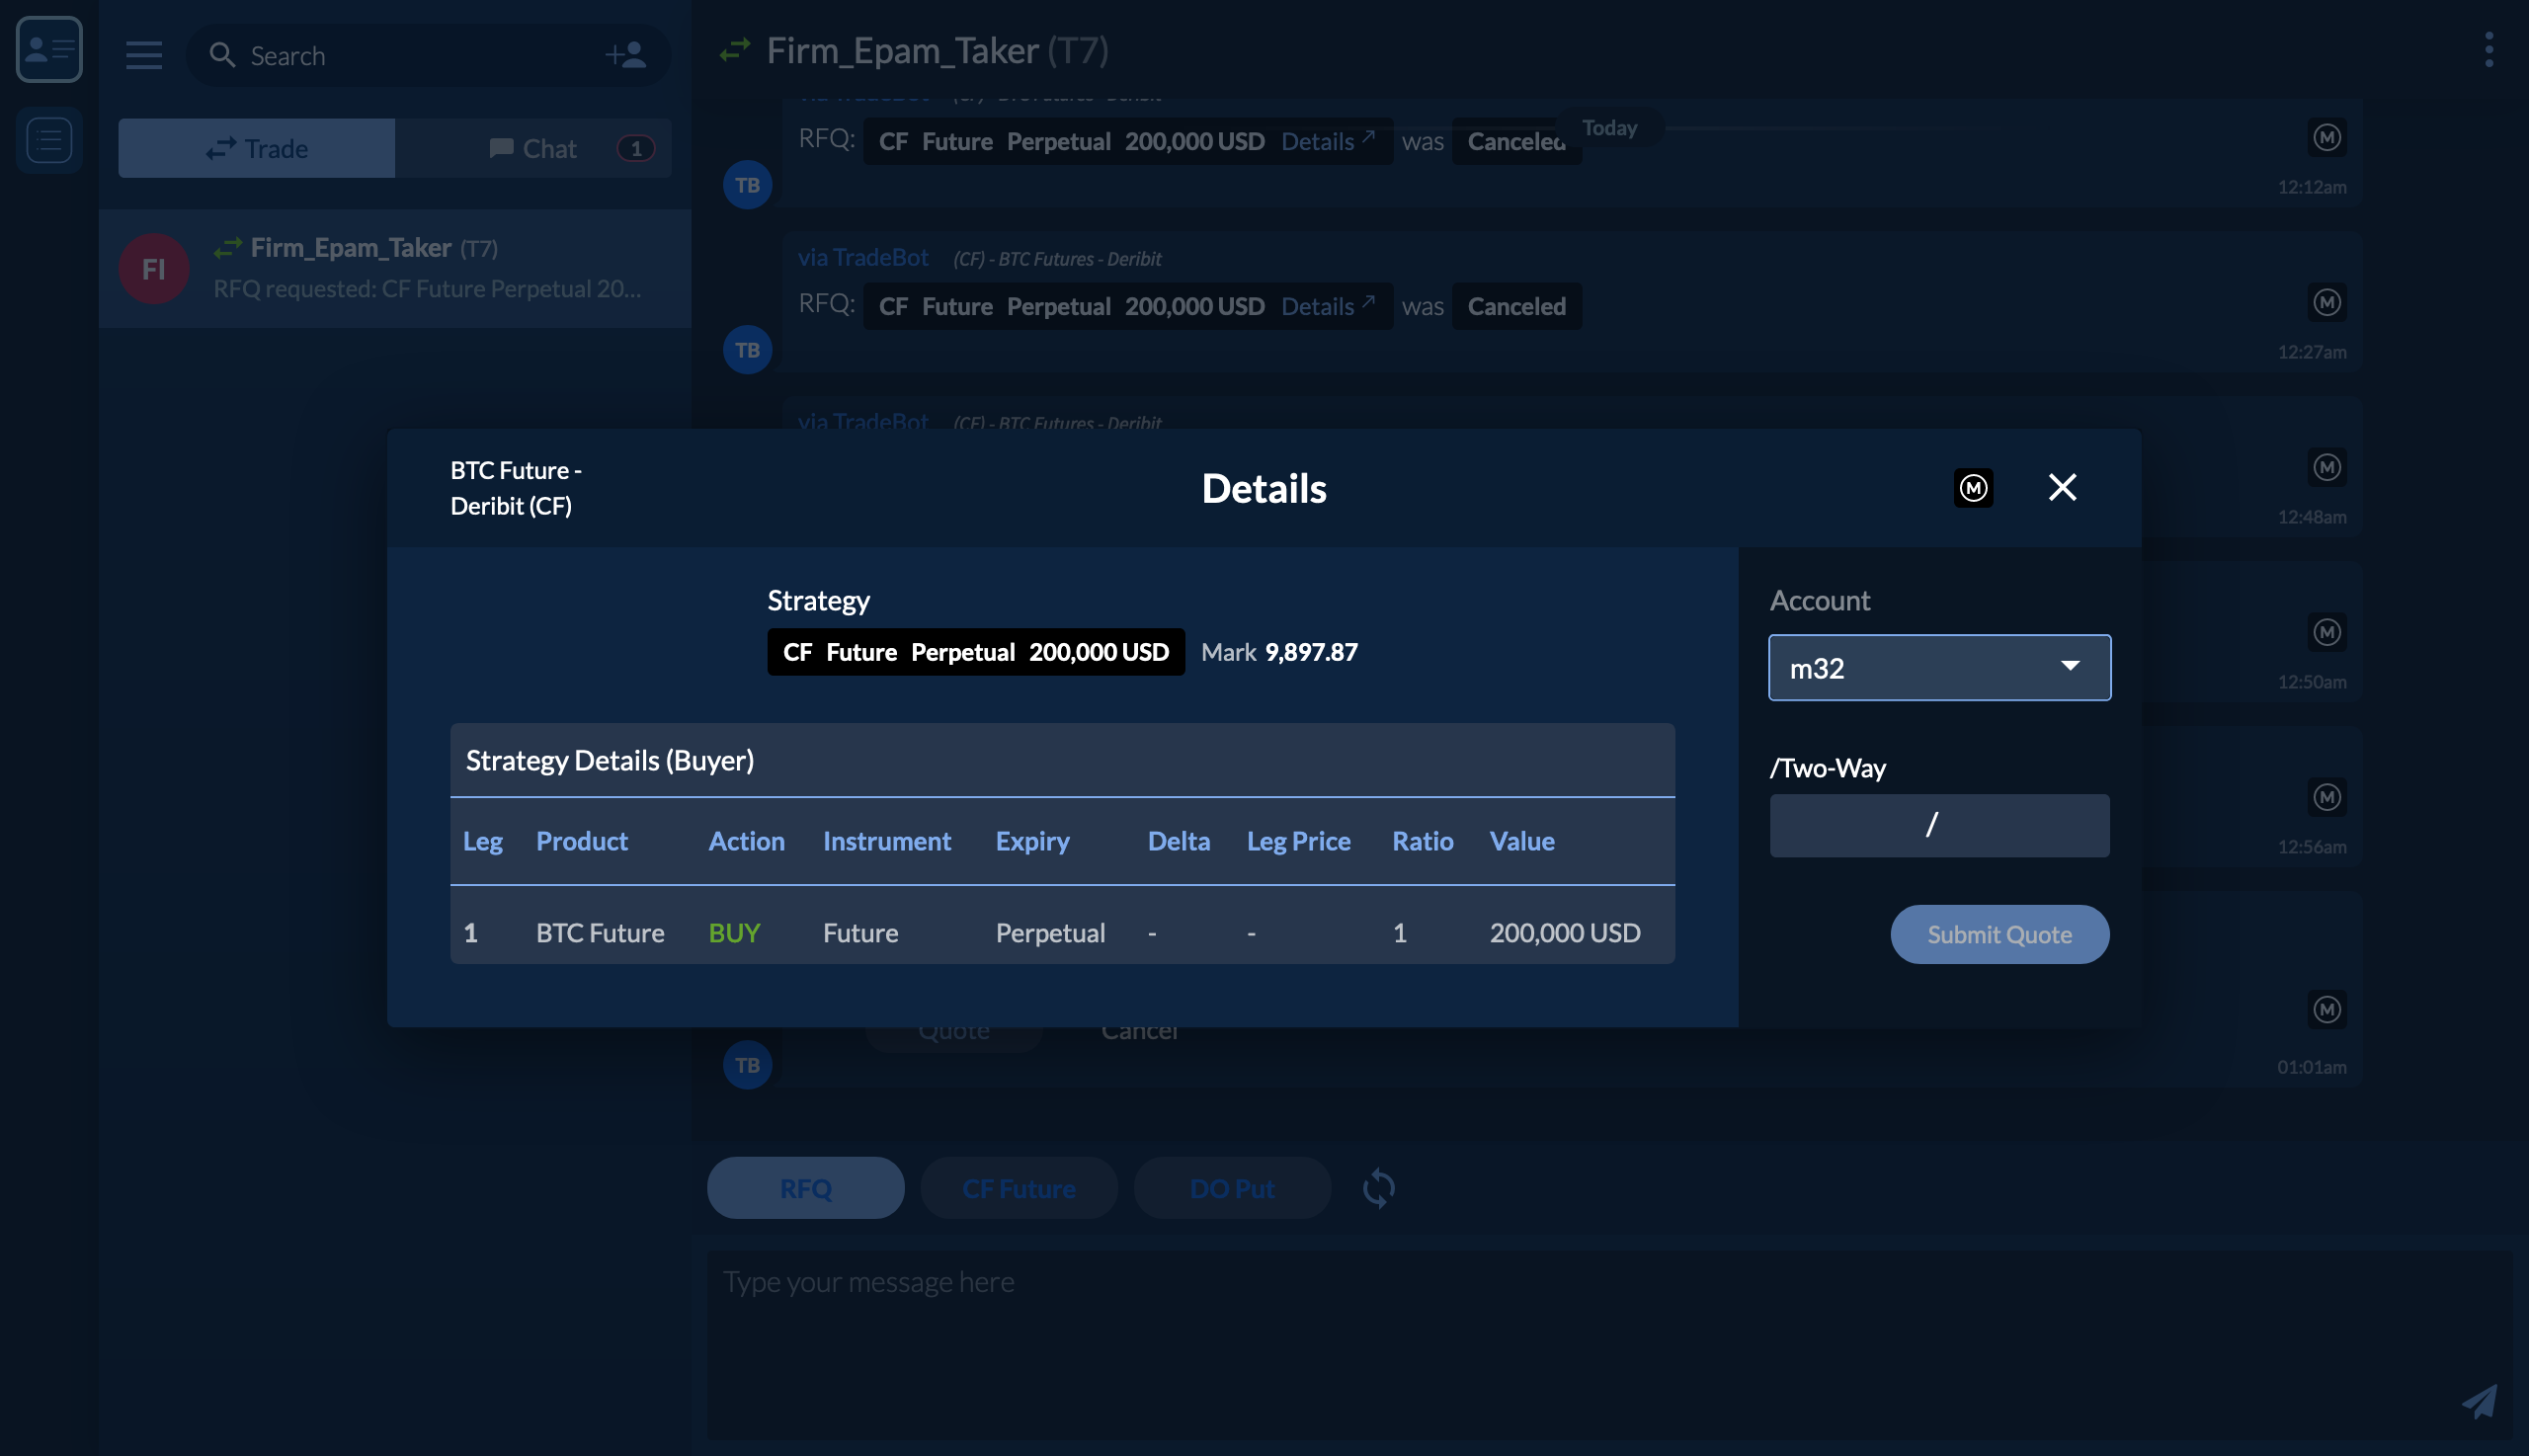 Search
Trade
Chat 1
FI
Firm_Epam_Taker (T7)
RFQ requested: CF Future Perpetual 20...
Firm_Epam_Taker (T7)
via TradeBot (CF) - BTC Futures - Deribit
Today
RFQ: CF Future Perpetual 200,000 USD Details was Canceled
M
TB
12:12am
via TradeBot (CF) - BTC Futures - Deribit
RFQ: CF Future Perpetual 200,000 USD Details was Canceled
M
TB
12:27am
via TradeBot (CF) - BTC Futures - Deribit
M
12:48am
M
12:50am
M
12:56am
BTC Future -
Deribit (CF)
Details
M
Strategy
CF Future Perpetual 200,000 USD Mark 9,897.87
Strategy Details (Buyer)
Leg Product Action Instrument Expiry Delta Leg Price Ratio Value
1 BTC Future BUY Future Perpetual - - 1 200,000 USD
Account
m32
/Two-Way
/
Submit Quote
M
Quote Cancel
TB
01:01am
RFQ CF Future DO Put
Type your message here